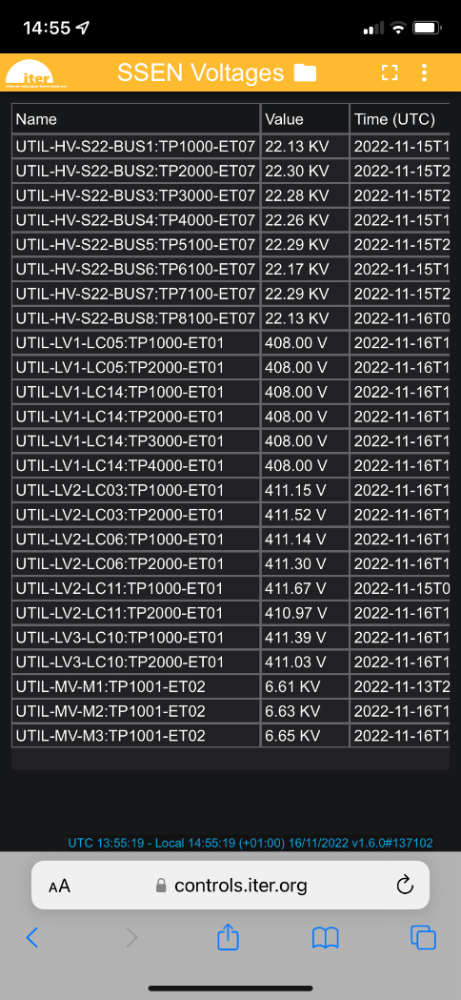 14:55
iter
SSEN Voltages
Name Value Time (UTC)
UTIL-HV-S22-BUS1:TP1000-ET07 22.13 KV 2022-11-15T1
UTIL-HV-S22-BUS2:TP2000-ET07 22.30 KV 2022-11-15T2
UTIL-HV-S22-BUS3:TP3000-ET07 22.28 KV 2022-11-15T2
UTIL-HV-S22-BUS4:TP4000-ET07 22.26 KV 2022-11-15T1
UTIL-HV-S22-BUS5:TP5100-ET07 22.29 KV 2022-11-15T2
UTIL-HV-S22-BUS6:TP6100-ET07 22.17 KV 2022-11-15T1
UTIL-HV-S22-BUS7:TP7100-ET07 22.29 KV 2022-11-15T2
UTIL-HV-S22-BUS8:TP8100-ET07 22.13 KV 2022-11-16T0
UTIL-LV1-LC05:TP1000-ET01 408.00 V 2022-11-16T1
UTIL-LV1-LC05:TP2000-ET01 408.00 V 2022-11-16T1
UTIL-LV1-LC14:TP1000-ET01 408.00 V 2022-11-16T1
UTIL-LV1-LC14:TP2000-ET01 408.00 V 2022-11-16T1
UTIL-LV1-LC14:TP3000-ET01 408.00 V 2022-11-16T1
UTIL-LV1-LC14:TP4000-ET01 408.00 V 2022-11-16T1
UTIL-LV2-LC03:TP1000-ET01 411.15 V 2022-11-16T1
UTIL-LV2-LC03:TP2000-ET01 411.52 V 2022-11-16T1
UTIL-LV2-LC06:TP1000-ET01 411.14 V 2022-11-16T1
UTIL-LV2-LC06:TP2000-ET01 411.30 V 2022-11-16T1
UTIL-LV2-LC11:TP1000-ET01 411.67 V 2022-11-15T0
UTIL-LV2-LC11:TP2000-ET01 410.97 V 2022-11-16T1
UTIL-LV3-LC10:TP1000-ET01 411.39 V 2022-11-16T1
UTIL-LV3-LC10:TP2000-ET01 411.03 V 2022-11-16T1
UTIL-MV-M1:TP1001-ET02 6.61 KV 2022-11-13T2
UTIL-MV-M2:TP1001-ET02 6.63 KV 2022-11-16T1
UTIL-MV-M3:TP1001-ET02 6.65 KV 2022-11-16T1
UTC 13:55:19 - Local 14:55:19 (+01:00) 16/11/2022 v1.6.0#137102
AA controls.iter.org